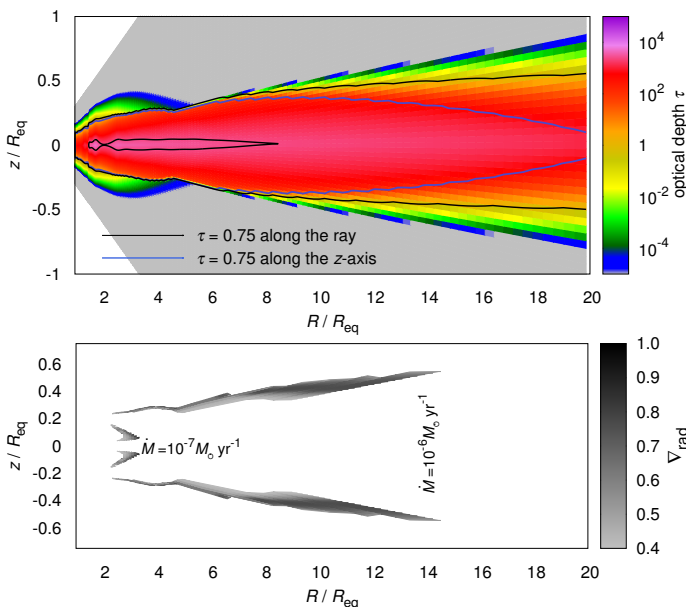 1
0.5
0
-0.5
-1
z / R_eq
τ = 0.75 along the ray
τ = 0.75 along the z-axis
2 4 6 8 10 12 14 16 18 20
R / R_eq
10^4
10^2
10^0
10^-2
10^-4
optical depth τ
0.6
0.4
0.2
0
-0.2
-0.4
-0.6
z / R_eq
Ṁ =10^-7 M_☉ yr^-1
Ṁ =10^-6 M_☉ yr^-1
2 4 6 8 10 12 14 16 18 20
R / R_eq
1.0
0.9
0.8
0.7
0.6
0.5
0.4
∇_rad